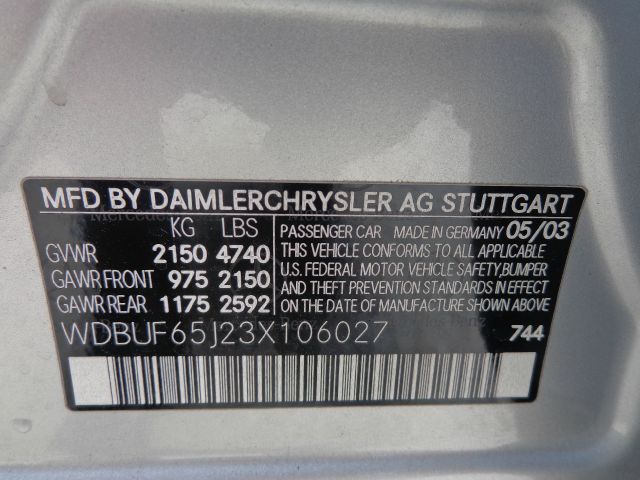 MFD BY DAIMLERCHRYSLER AG STUTTGART
KG LBS
GVWR 2150 4740
GAWR FRONT 975 2150
GAWR REAR 1175 2592
PASSENGER CAR MADE IN GERMANY 05/03
THIS VEHICLE CONFORMS TO ALL APPLICABLE
U.S. FEDERAL MOTOR VEHICLE SAFETY, BUMPER
AND THEFT PREVENTION STANDARDS IN EFFECT
ON THE DATE OF MANUFACTURE SHOWN ABOVE.
WDBUF65J23X106027 744